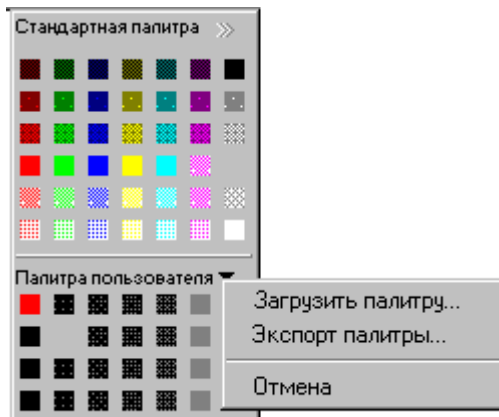 Стандартная палитра
Палитра пользователя
Загрузить палитру...
Экспорт палитры...
Отмена